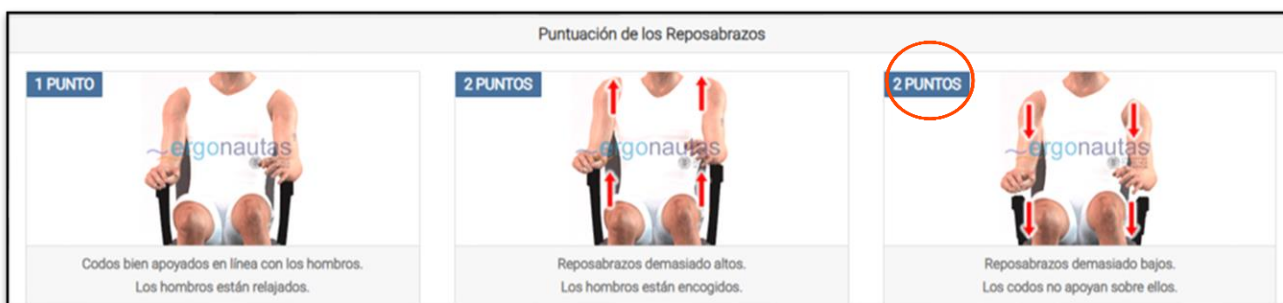 Puntuación de los Reposabrazos
1 PUNTO
ergonautas
Codos bien apoyados en línea con los hombros.
Los hombros están relajados.
2 PUNTOS
ergonautas
Reposabrazos demasiado altos.
Los hombros están encogidos.
2 PUNTOS
ergonautas
Reposabrazos demasiado bajos.
Los codos no apoyan sobre ellos.